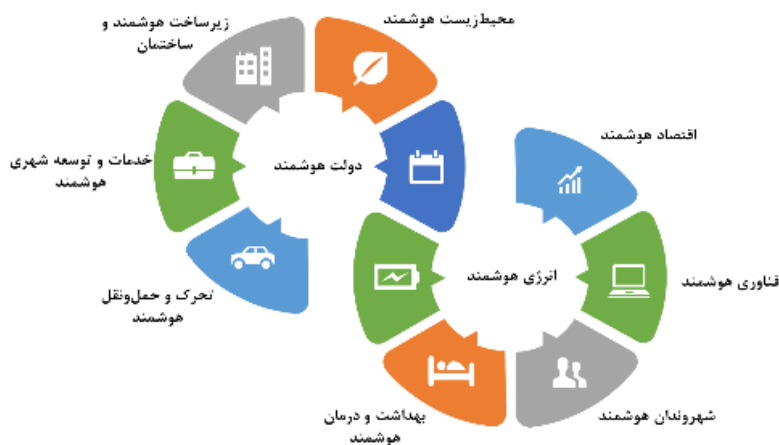 محیط‌زیست هوشمند
زیرساخت هوشمند و
ساختمان
خدمات و توسعه شهری
هوشمند
دولت هوشمند
تحرک و حمل‌ونقل
هوشمند
اقتصاد هوشمند
فناوری هوشمند
انرژی هوشمند
شهروندان هوشمند
بهداشت و درمان
هوشمند